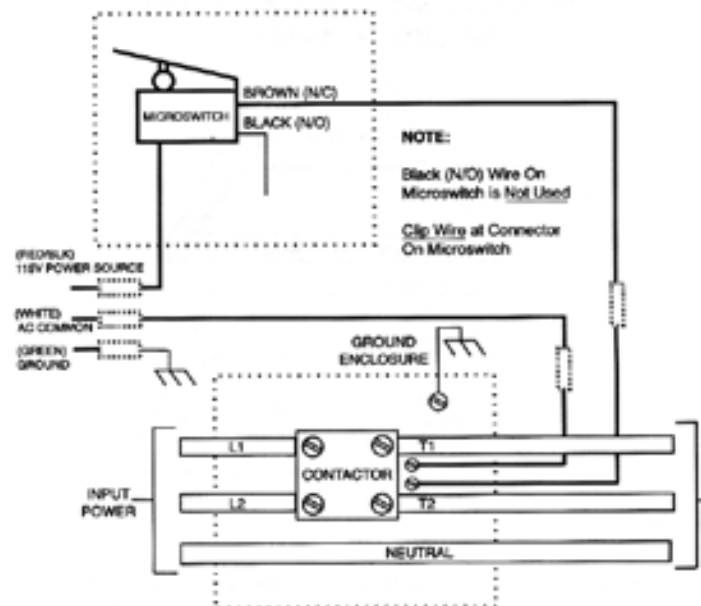 BROWN (N/C)
MICROSWITCH
BLACK (N/O)
NOTE:
Black (N/O) Wire On
Microswitch is Not Used
Clip Wire at Connector
On Microswitch
(RED/BLK)
115V POWER SOURCE
(WHITE)
AC COMMON
(GREEN)
GROUND
GROUND
ENCLOSURE
L1
T1
CONTACTOR
INPUT
POWER
L2
T2
NEUTRAL